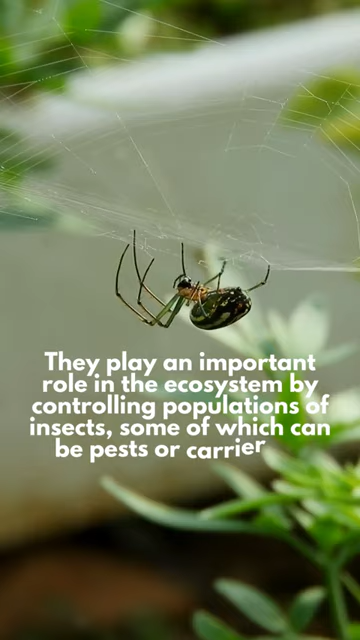 They play an important
role in the ecosystem by
controlling populations of
insects, some of which can
be pests or carrier